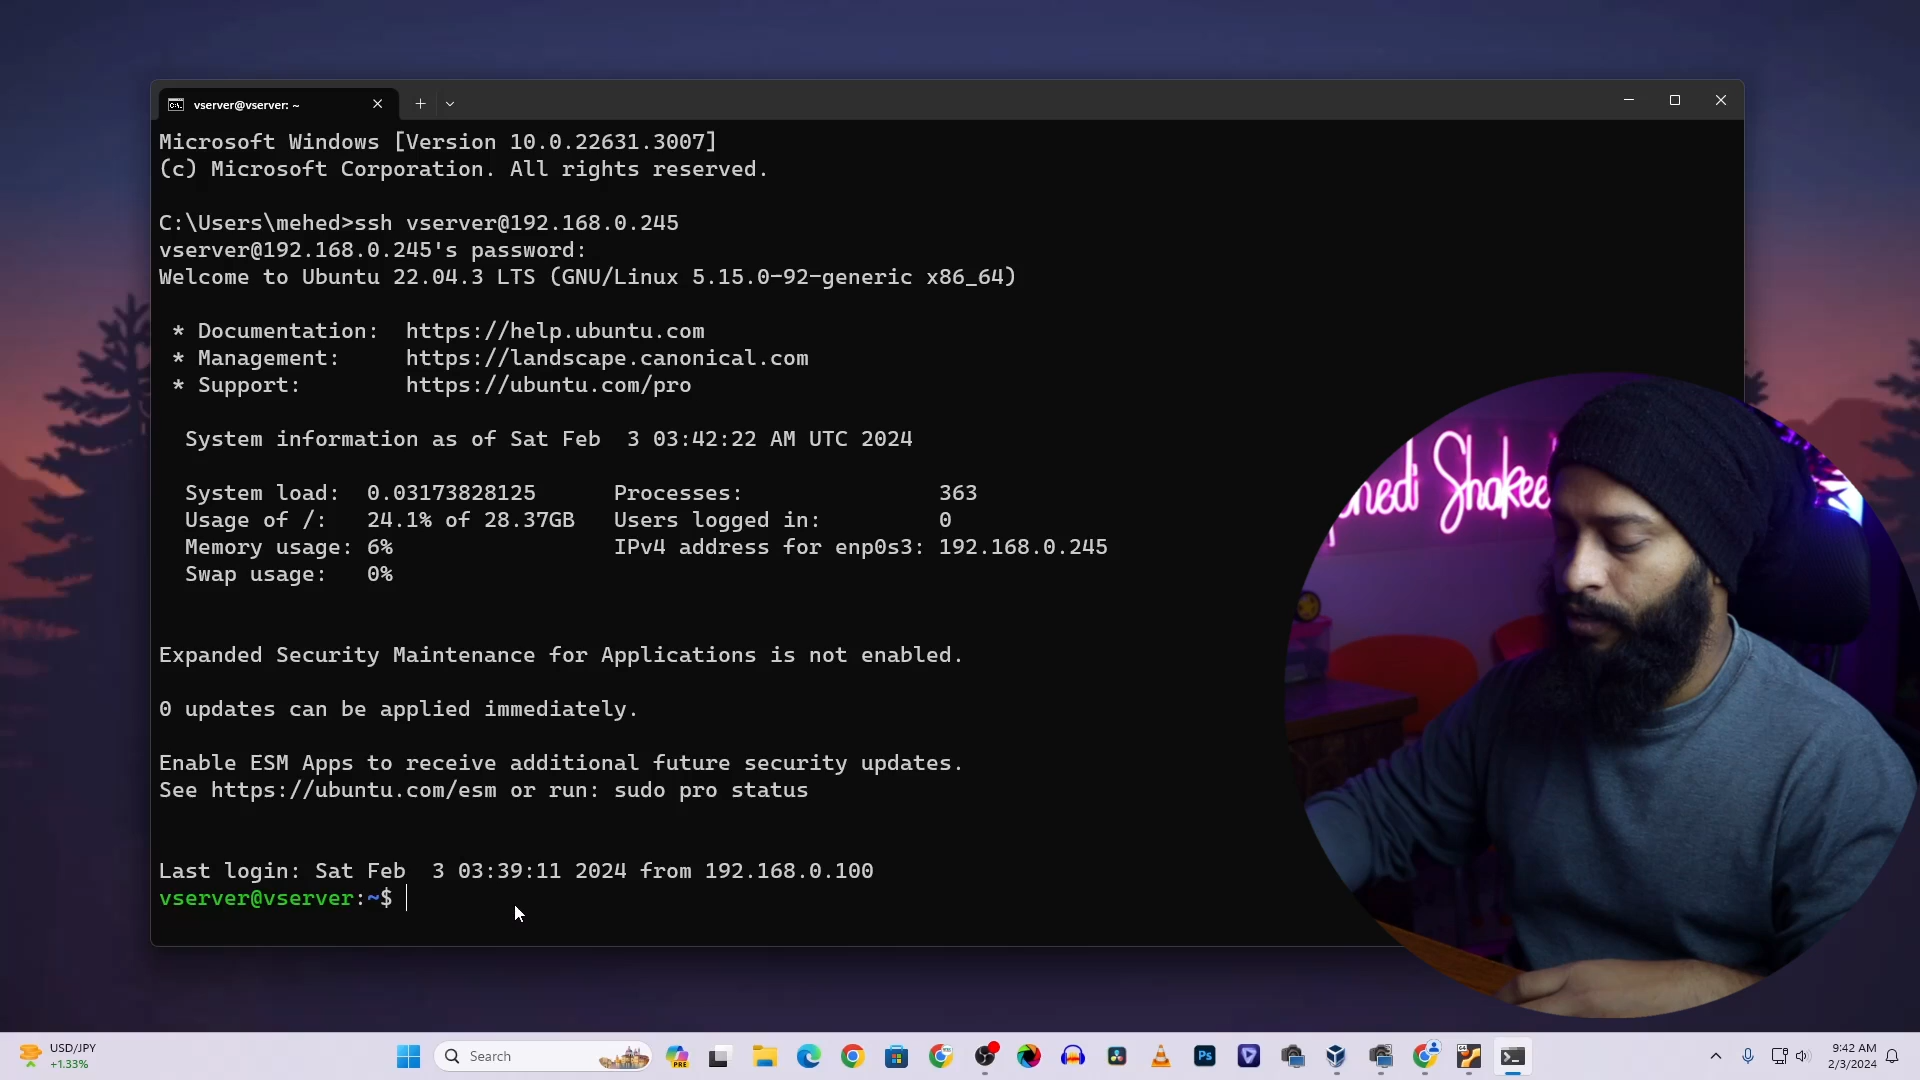 vserver@vserver: ~
Microsoft Windows [Version 10.0.22631.3007]
(c) Microsoft Corporation. All rights reserved.
C:\Users\mehed>ssh vserver@192.168.0.245
vserver@192.168.0.245's password:
Welcome to Ubuntu 22.04.3 LTS (GNU/Linux 5.15.0-92-generic x86_64)
* Documentation: https://help.ubuntu.com
* Management: https://landscape.canonical.com
* Support: https://ubuntu.com/pro
System information as of Sat Feb 3 03:42:22 AM UTC 2024
System load: 0.03173828125 Processes: 363
Usage of /: 24.1% of 28.37GB Users logged in: 0
Memory usage: 6% IPv4 address for enp0s3: 192.168.0.245
Swap usage: 0%
Expanded Security Maintenance for Applications is not enabled.
0 updates can be applied immediately.
Enable ESM Apps to receive additional future security updates.
See https://ubuntu.com/esm or run: sudo pro status
Last login: Sat Feb 3 03:39:11 2024 from 192.168.0.100
vserver@vserver:~$
hedi Shakee
USD/JPY
+1.33%
Search
PRE
Ps
9:42 AM
2/3/2024